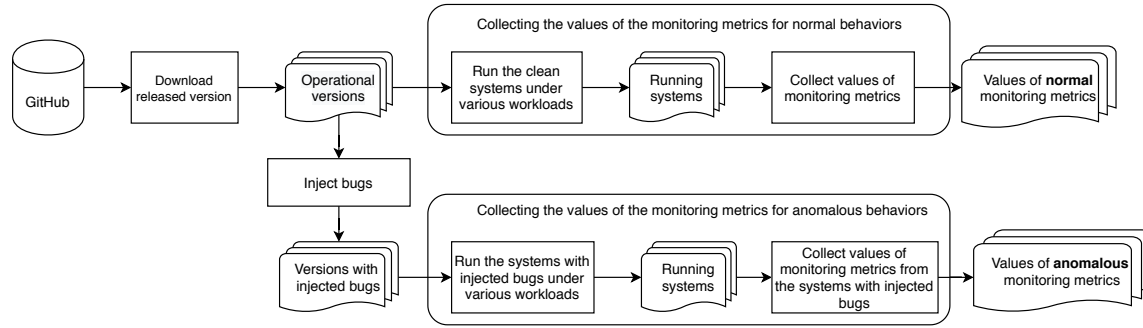 Collecting the values of the monitoring metrics for normal behaviors
GitHub
Download
released version
Operational
versions
Run the clean
systems under
various workloads
Running
systems
Collect values of
monitoring metrics
Values of normal
monitoring metrics
Inject bugs
Collecting the values of the monitoring metrics for anomalous behaviors
Versions with
injected bugs
Run the systems with
injected bugs under
various workloads
Running
systems
Collect values of
monitoring metrics from
the systems with injected
bugs
Values of anomalous
monitoring metrics